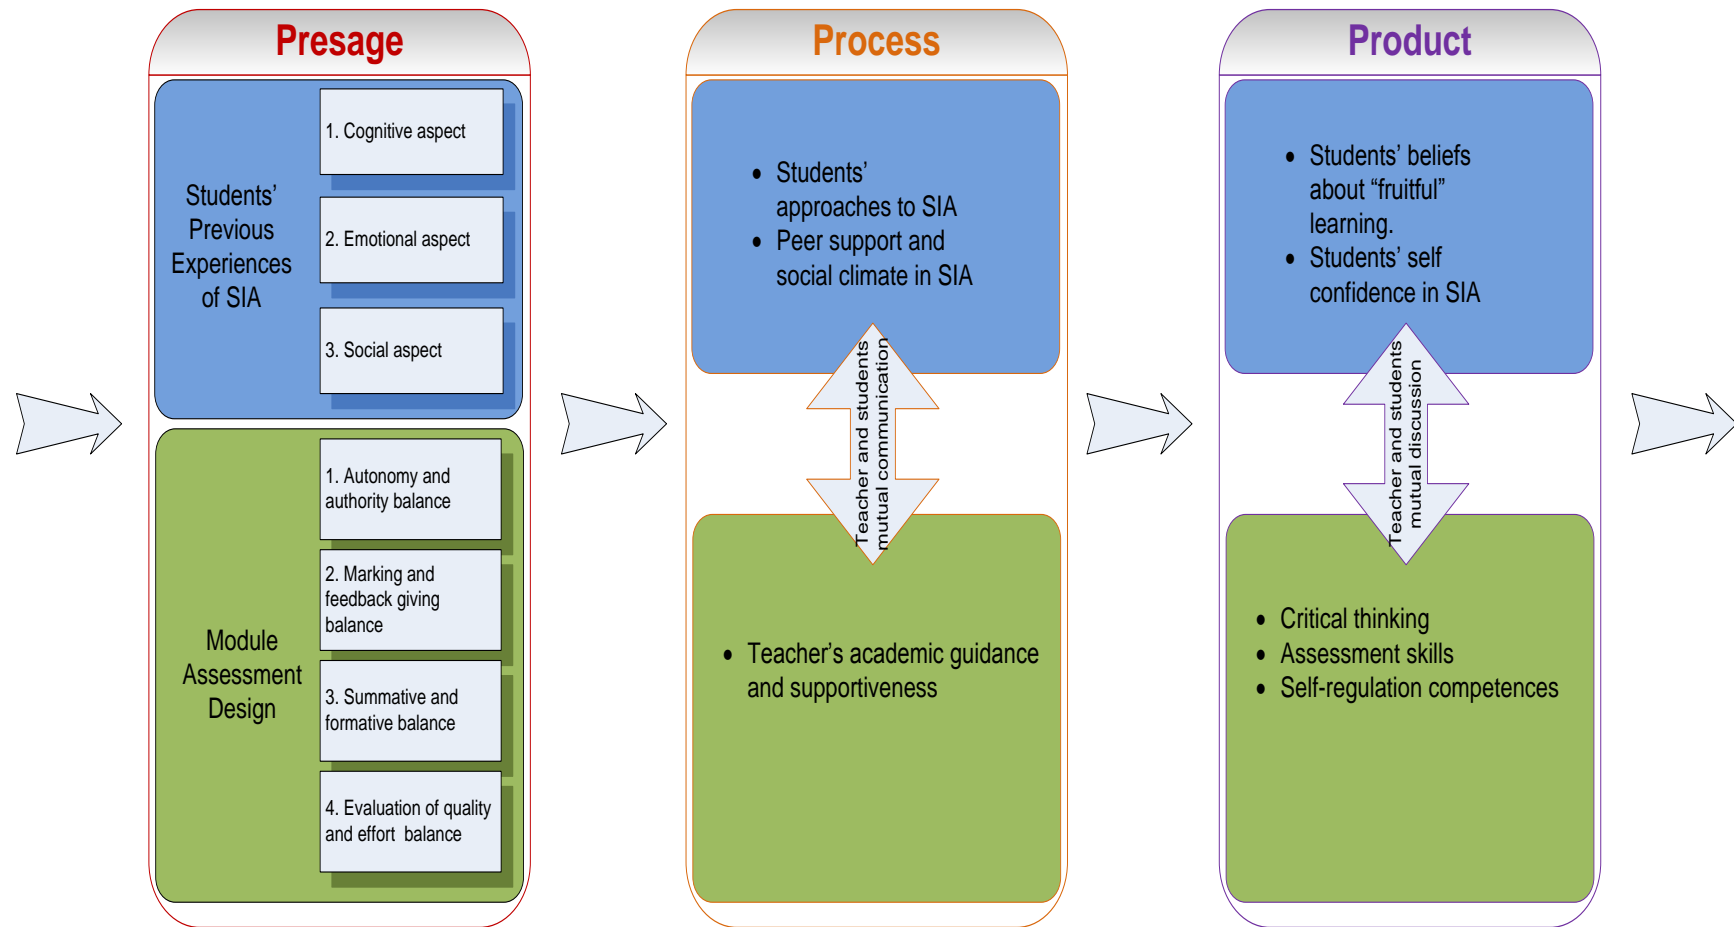 Presage
Students’
Previous
Experiences
of SIA
1. Cognitive aspect
2. Emotional aspect
3. Social aspect
Module
Assessment
Design
1. Autonomy and
authority balance
2. Marking and
feedback giving
balance
3. Summative and
formative balance
4. Evaluation of quality
and effort  balance
Process
• Students’
approaches to SIA
• Peer support and
social climate in SIA
Teacher and students
mutual communication
• Teacher’s academic guidance
and supportiveness
Product
• Students’ beliefs
about “fruitful”
learning.
• Students’ self
confidence in SIA
Teacher and students
mutual discussion
• Critical thinking
• Assessment skills
• Self-regulation competences